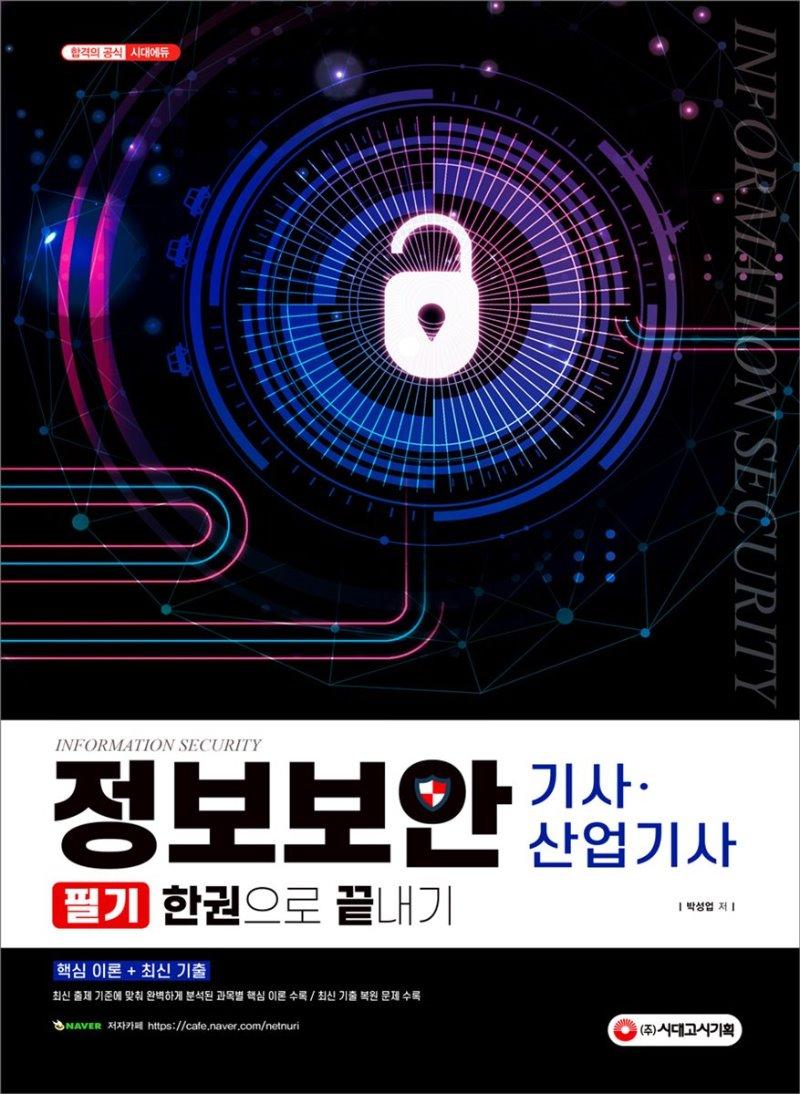 합격의 공식 시대에듀
INFORMATION SECURITY
INFORMATION SECURITY
정보보안 기사·
산업기사
필기 한권으로 끝내기
| 박성업 저 |
핵심 이론 + 최신 기출
최신 출제 기준에 맞춰 완벽하게 분석된 과목별 핵심 이론 수록 / 최신 기출 복원 문제 수록
NAVER 저자카페 https://cafe.naver.com/netnuri
(주)시대고시기획